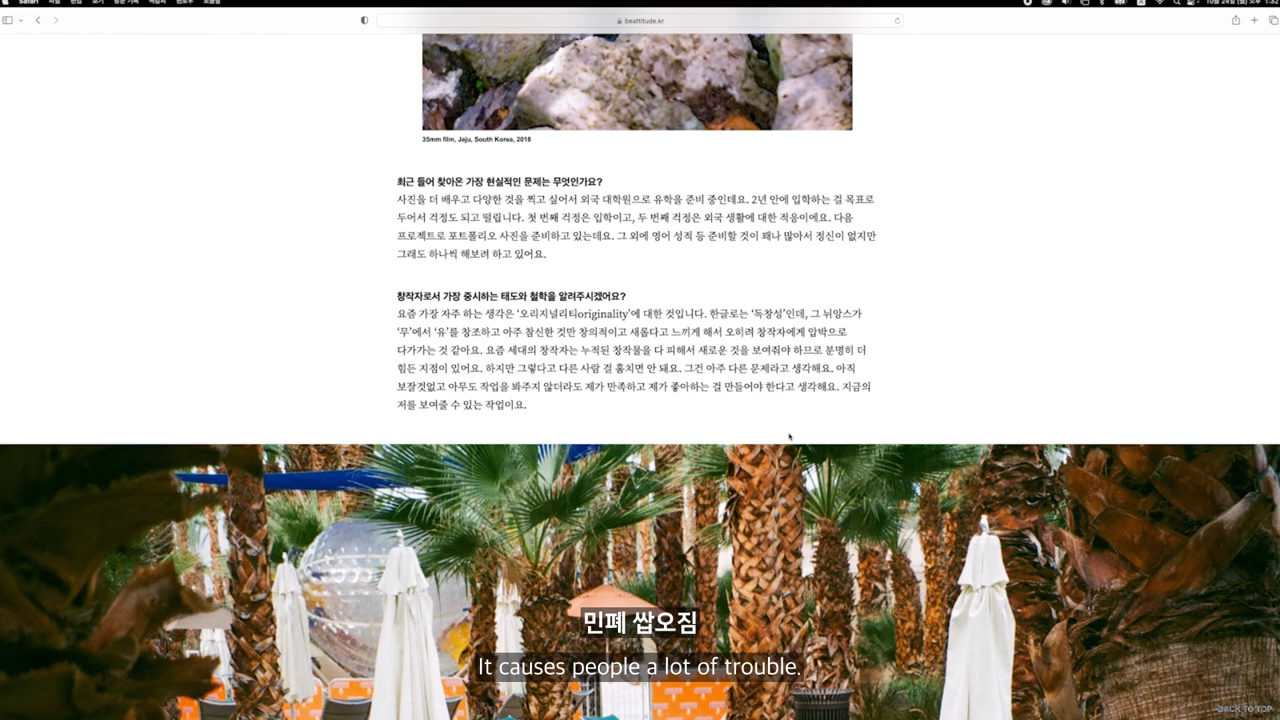 Safari
beattitude.kr
35mm film, Jeju, South Korea, 2018
최근 들어 찾아온 가장 현실적인 문제는 무엇인가요?
사진을 더 배우고 다양한 것을 찍고 싶어서 외국 대학원으로 유학을 준비 중인데요. 2년 안에 입학하는 걸 목표로
두어서 걱정도 되고 떨립니다. 첫 번째 걱정은 입학이고, 두 번째 걱정은 외국 생활에 대한 적응이에요. 다음
프로젝트로 포트폴리오 사진을 준비하고 있는데요. 그 외에 영어 성적 등 준비할 것이 꽤나 많아서 정신이 없지만
그래도 하나씩 해보려 하고 있어요.
창작자로서 가장 중시하는 태도와 철학을 알려주시겠어요?
요즘 가장 자주 하는 생각은 ‘오리지널리티originality’에 대한 것입니다. 한글로는 ‘독창성’인데, 그 뉘앙스가
‘무’에서 ‘유’를 창조하고 아주 참신한 것만 창의적이고 새롭다고 느끼게 해서 오히려 창작자에게 압박으로
다가가는 것 같아요. 요즘 세대의 창작자는 누적된 창작물을 다 피해서 새로운 것을 보여줘야 하므로 분명히 더
힘든 지점이 있어요. 하지만 그렇다고 다른 사람 걸 훔치면 안 돼요. 그건 아주 다른 문제라고 생각해요. 아직
보잘것없고 아무도 작업을 봐주지 않더라도 제가 만족하고 제가 좋아하는 걸 만들어야 한다고 생각해요. 지금의
저를 보여줄 수 있는 작업이요.
민폐 쌉오짐
It causes people a lot of trouble.
BACK TO TOP